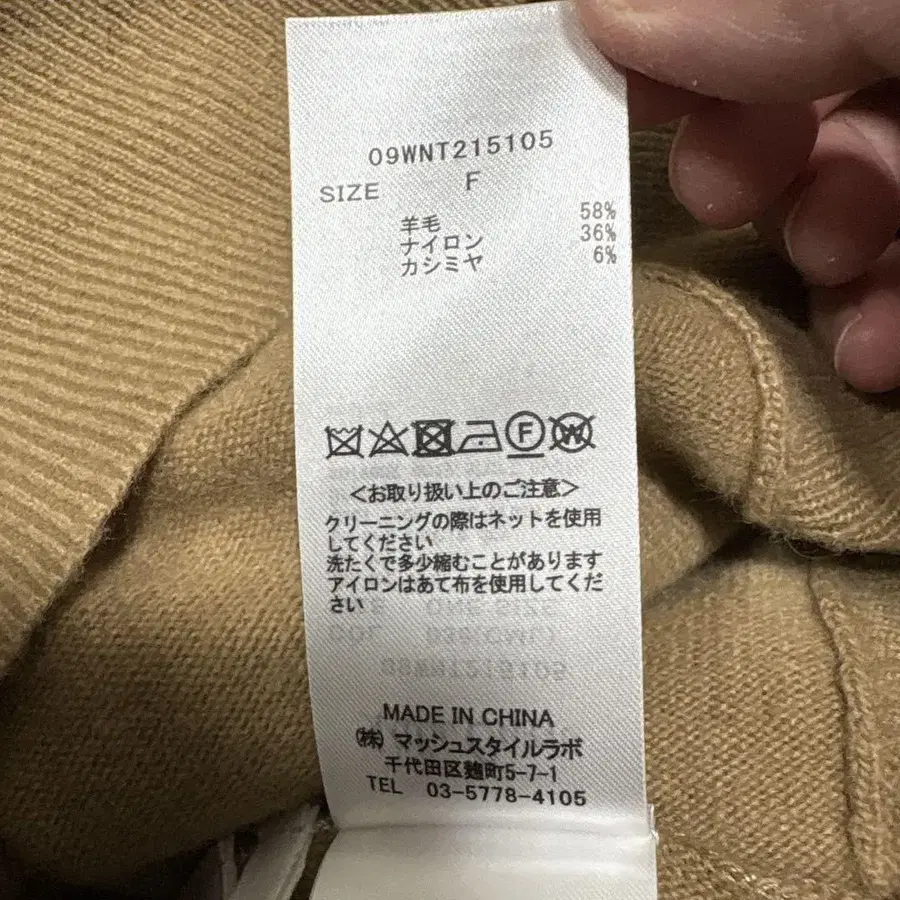 09WNT215105
SIZE F
羊毛 58%
ナイロン 36%
カシミヤ 6%
F W
＜お取り扱い上のご注意＞
クリーニングの際はネットを使用
してください
洗たくで多少縮むことがあります
アイロンはあて布を使用してくだ
さい
MADE IN CHINA
㈱ マッシュスタイルラボ
千代田区麹町5-7-1
TEL 03-5778-4105